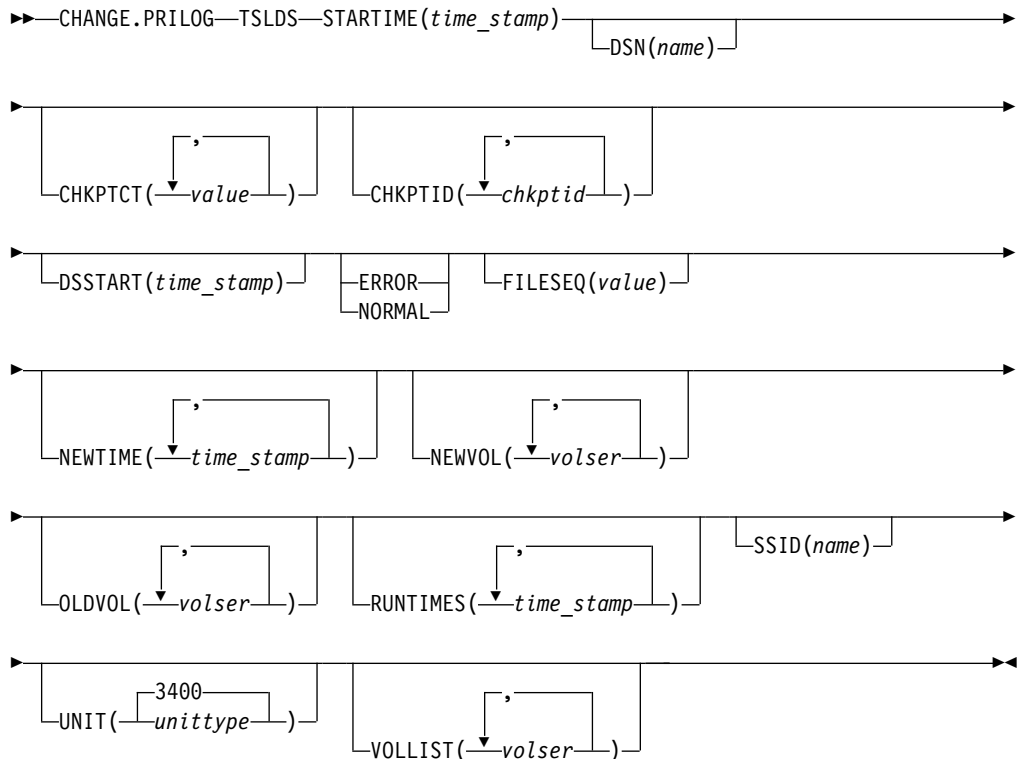 CHANGE.PRILOG TSLDS STARTIME(time_stamp)
DSN(name)
, ,
CHKPTCT( value ) CHKPTID( chkptid )
DSSTART(time_stamp) ERROR FILESEQ(value)
NORMAL
, ,
NEWTIME( time_stamp ) NEWVOL( volser )
, , SSID(name)
OLDVOL( volser ) RUNTIMES( time_stamp )
3400 ,
UNIT( unittype ) VOLLIST( volser )